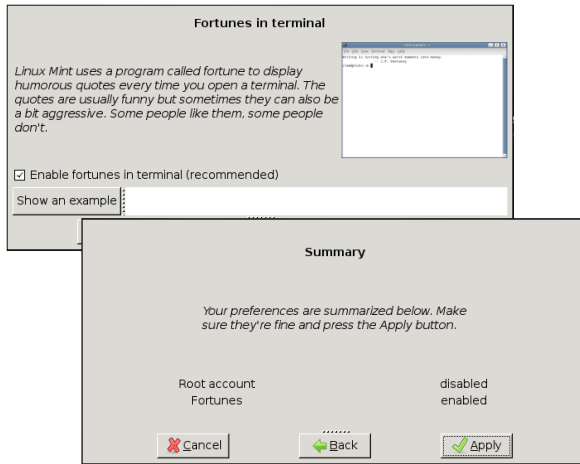 Fortunes in terminal
Linux Mint uses a program called fortune to display
humorous quotes every time you open a terminal. The
quotes are usually funny but sometimes they can also be
a bit aggressive. Some people like them, some people
don't.
Enable fortunes in terminal (recommended)
Show an example
Summary
Your preferences are summarized below. Make
sure they're fine and press the Apply button.
Root account disabled
Fortunes enabled
Cancel Back Apply